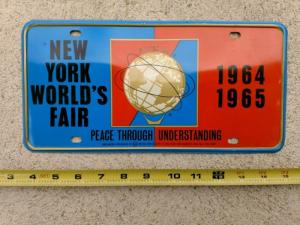 NEW
YORK
WORLD'S
FAIR
1964
1965
PEACE THROUGH UNDERSTANDING
3 4 5 6 7 8 9 10 11 13 14 15